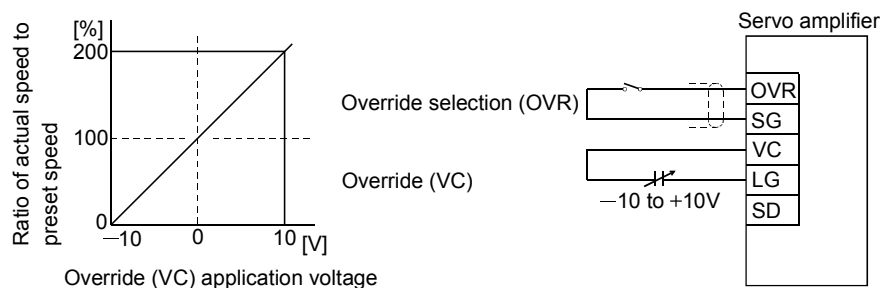 Ratio of actual speed to
preset speed
[%]
200
100
0
−10
0
10
[V]
Override (VC) application voltage
Servo amplifier
Override selection (OVR)
Override (VC)
−10 to +10V
OVR
SG
VC
LG
SD